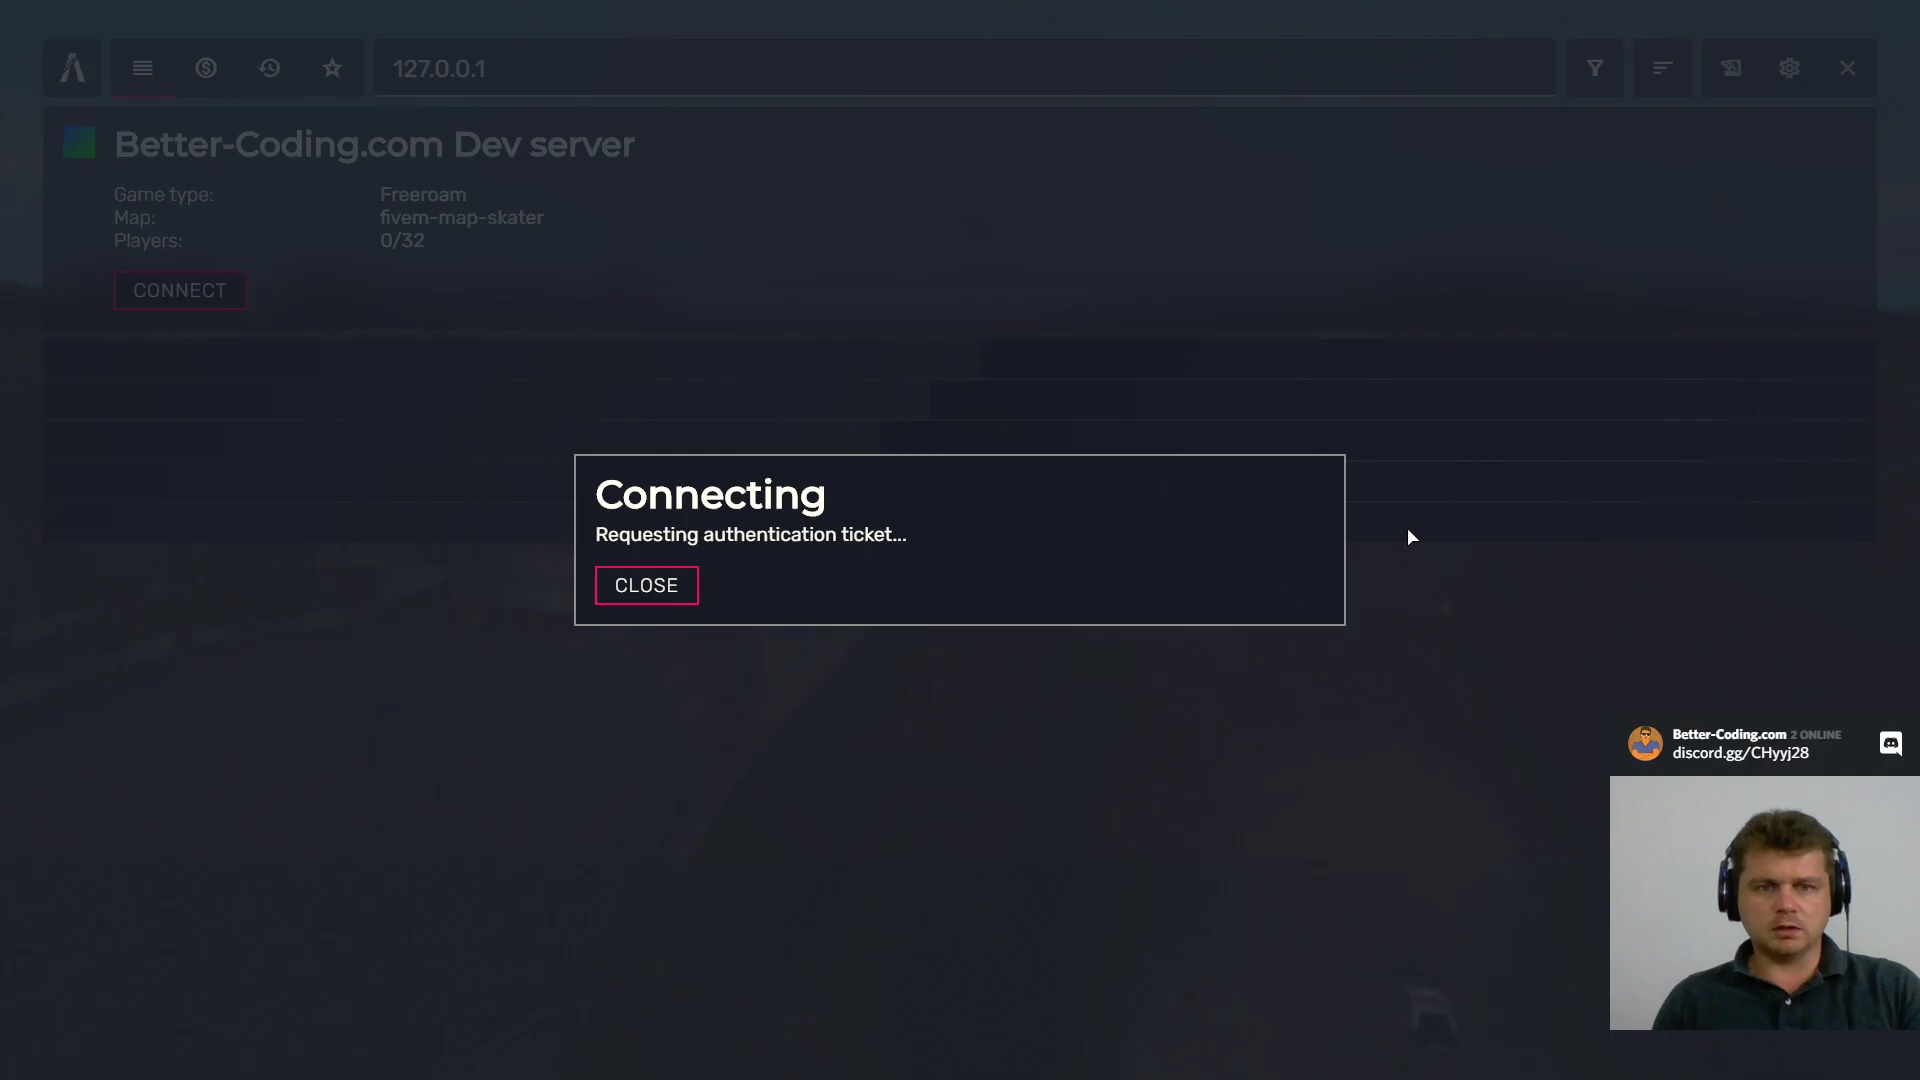 127.0.0.1
Better-Coding.com Dev server
Game type: Freeroam
Map: fivem-map-skater
Players: 0/32
CONNECT
Connecting
Requesting authentication ticket...
CLOSE
Better-Coding.com 2 ONLINE
discord.gg/CHyyj28